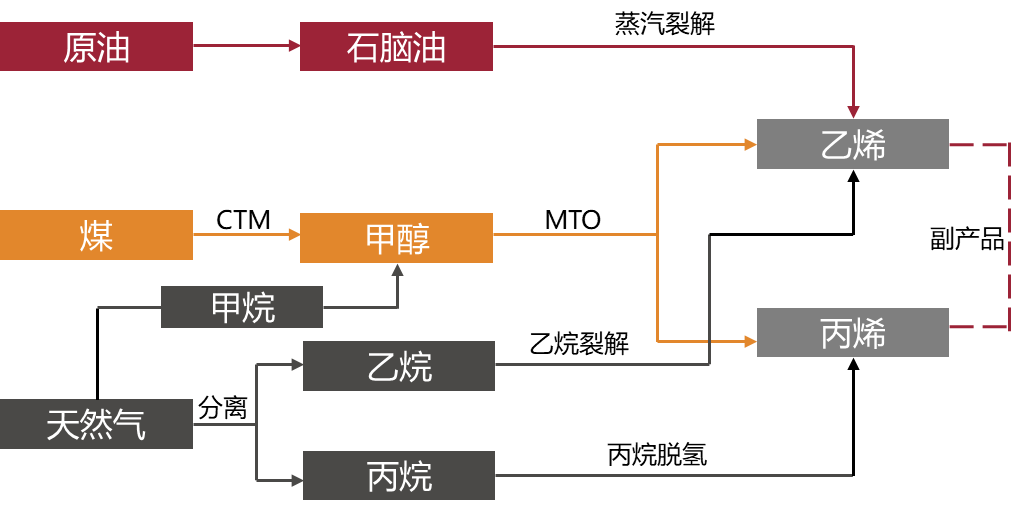 蒸汽裂解
原油
石脑油
乙烯
煤
CTM
甲醇
MTO
副产品
甲烷
丙烯
乙烷裂解
乙烷
天然气
分离
丙烷
丙烷脱氢